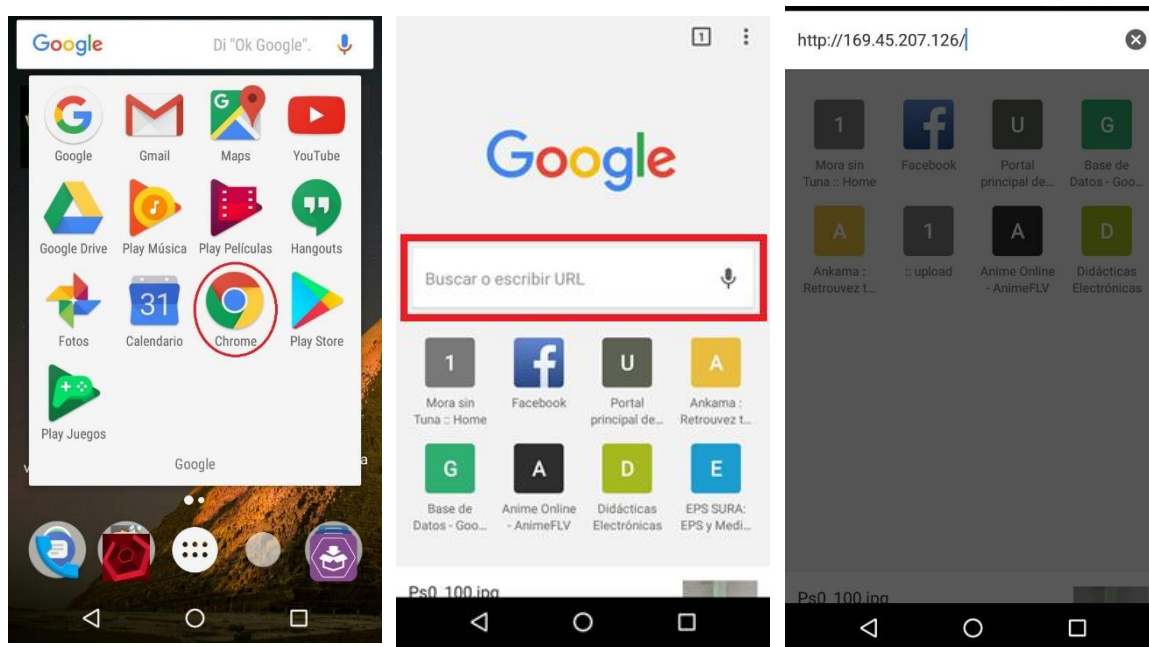 Google Di "Ok Google".
G
Google Gmail Maps YouTube
Google Drive Play Música Play Películas Hangouts
31
Fotos Calendario Chrome Play Store
Play Juegos
Google
1
Google
Buscar o escribir URL
1 f U A
Mora sin Facebook Portal Ankama :
Tuna :: Home principal de... Retrouvez t...
G A D E
Base de Anime Online Didácticas EPS SURA:
Datos - Goo... - AnimeFLV Electrónicas EPS y Medi...
Ps0_100.jpg
http://169.45.207.126/
1 f U G
Mora sin Facebook Portal Base de
Tuna :: Home principal de... Datos - Goo...
A 1 A D
Ankama : :: upload Anime Online Didácticas
Retrouvez t... - AnimeFLV Electrónicas
Ps0_100.jpg